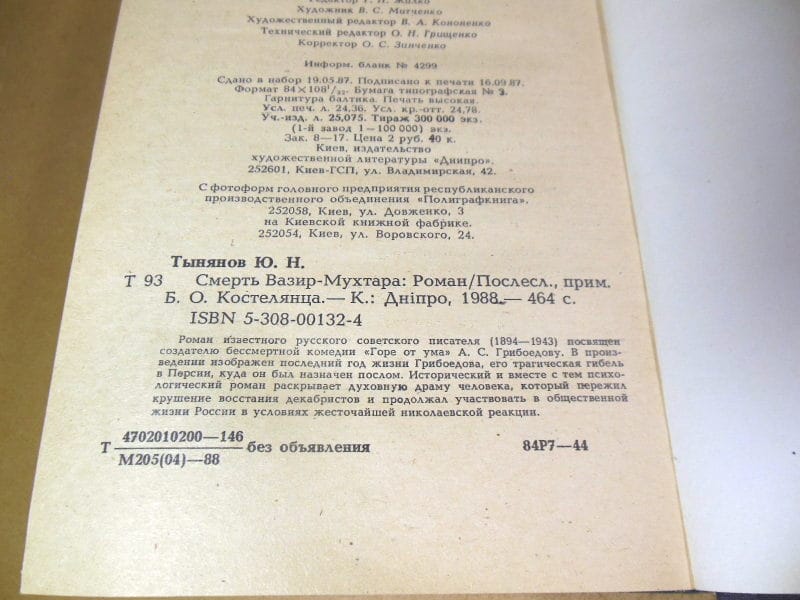 Редактор Г. П. Жилко
Художник В. С. Митченко
Художественный редактор В. А. Кононенко
Технический редактор О. Н. Грищенко
Корректор О. С. Зинченко
Информ. бланк № 4299
Сдано в набор 19.05.87. Подписано к печати 16.09.87.
Формат 84×108¹/₃₂. Бумага типографская № 3.
Гарнитура балтика. Печать высокая.
Усл. печ. л. 24,36. Усл. кр.-отт. 24,78.
Уч.-изд. л. 25,075. Тираж 300 000 экз.
(1-й завод 1—100 000) экз.
Зак. 8—17. Цена 2 руб. 40 к.
Киев, издательство
художественной литературы «Дніпро».
252601, Киев-ГСП, ул. Владимирская, 42.
С фотоформ головного предприятия республиканского
производственного объединения «Полиграфкнига».
252058, Киев, ул. Довженко, 3
на Киевской книжной фабрике.
252054, Киев, ул. Воровского, 24.
Тынянов Ю. Н.
Т 93 Смерть Вазир-Мухтара: Роман/Послесл., прим.
Б. О. Костелянца.— К.: Дніпро, 1988.— 464 с.
ISBN 5-308-00132-4
Роман известного русского советского писателя (1894—1943) посвящен
создателю бессмертной комедии «Горе от ума» А. С. Грибоедову. В произ-
ведении изображен последний год жизни Грибоедова, его трагическая гибель
в Персии, куда он был назначен послом. Исторический и вместе с тем психо-
логический роман раскрывает духовную драму человека, который пережил
крушение восстания декабристов и продолжал участвовать в общественной
жизни России в условиях жесточайшей николаевской реакции.
4702010200—146
Т без объявления 84Р7—44
М205(04)—88